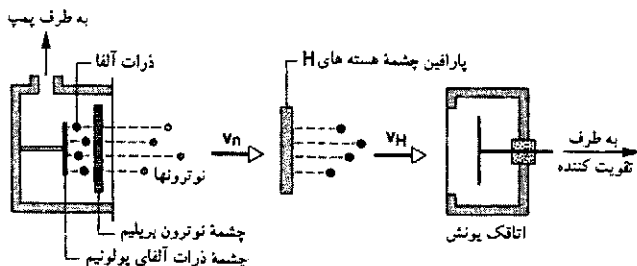 به طرف پمپ
ذرات آلفا
پارافین چشمهٔ هسته های H
vn
vH
نوترونها
به طرف
تقویت کننده
چشمهٔ نوترون بریلیم
چشمهٔ ذرات آلفای پولونیم
اتاقک یونش